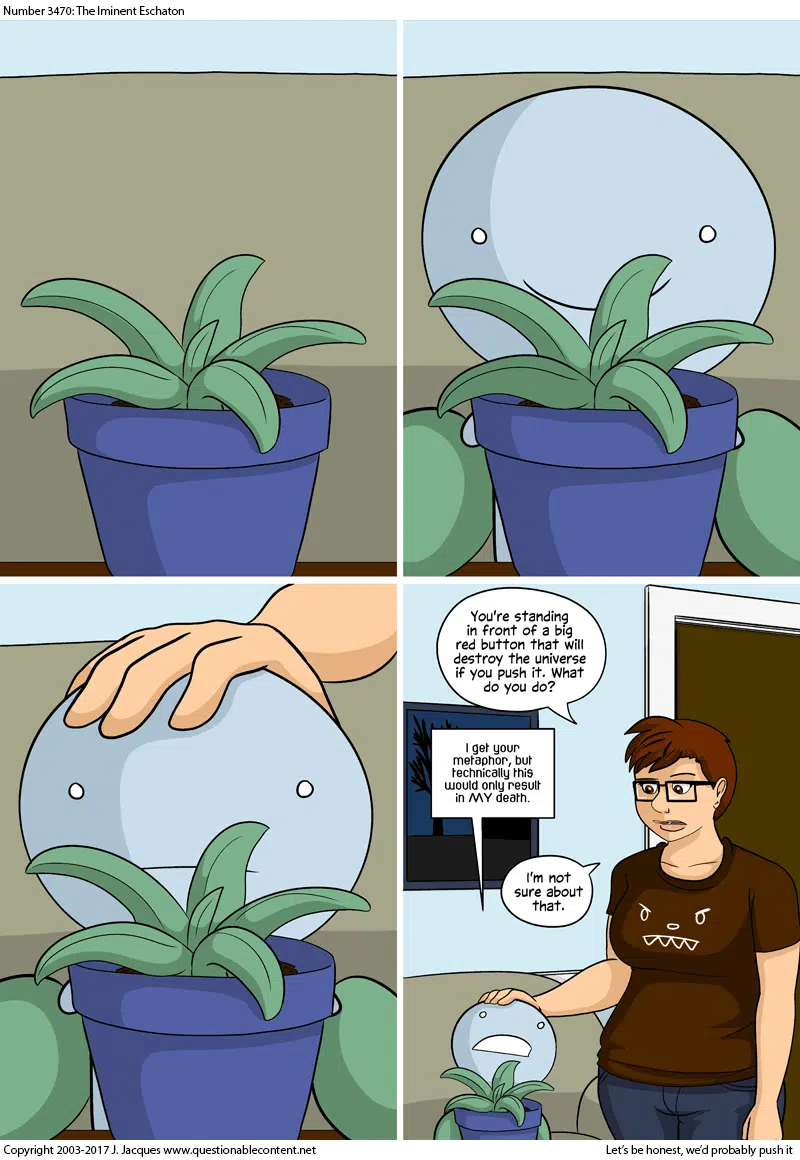 Number 3470: The Iminent Eschaton
You're standing
in front of a big
red button that will
destroy the universe
if you push it. What
do you do?
I get your
metaphor, but
technically this
would only result
in MY death.
I'm not
sure about
that.
Copyright 2003-2017 J. Jacques www.questionablecontent.net
Let's be honest, we'd probably push it